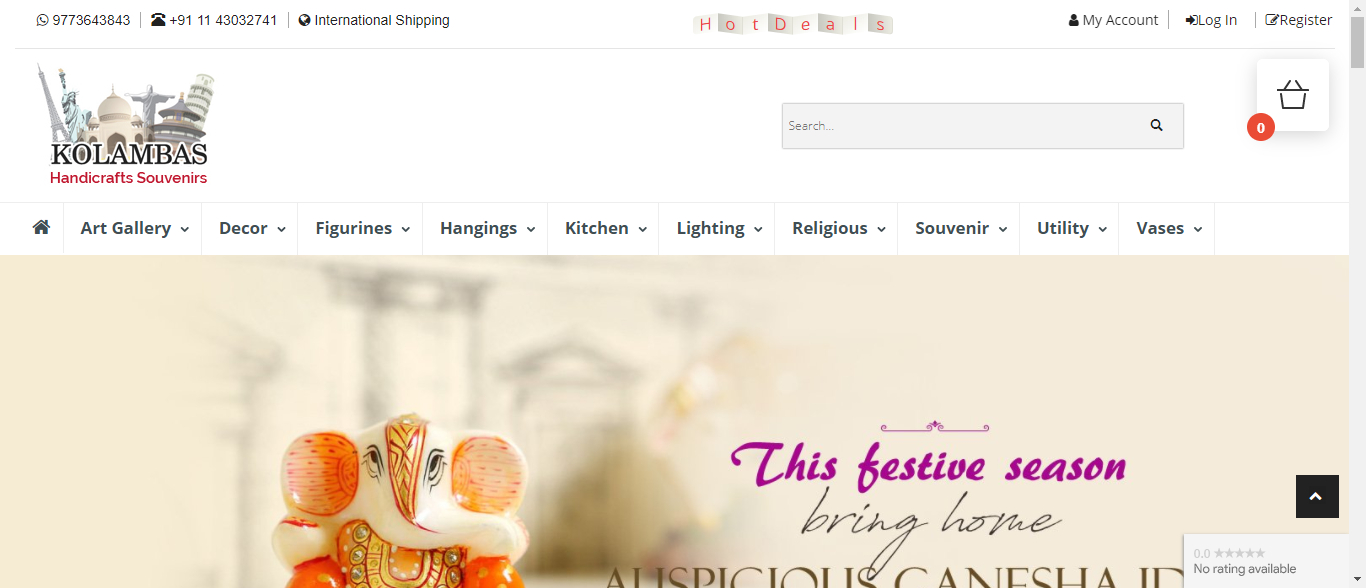 9773643843 +91 11 43032741 International Shipping
HotDeals
My Account Log In Register
KOLAMBAS
Handicrafts Souvenirs
Search...
0
Art Gallery Decor Figurines Hangings Kitchen Lighting Religious Souvenir Utility Vases
This festive season
bring home
AUSPICIOUS GANESHA ID
0.0
No rating available